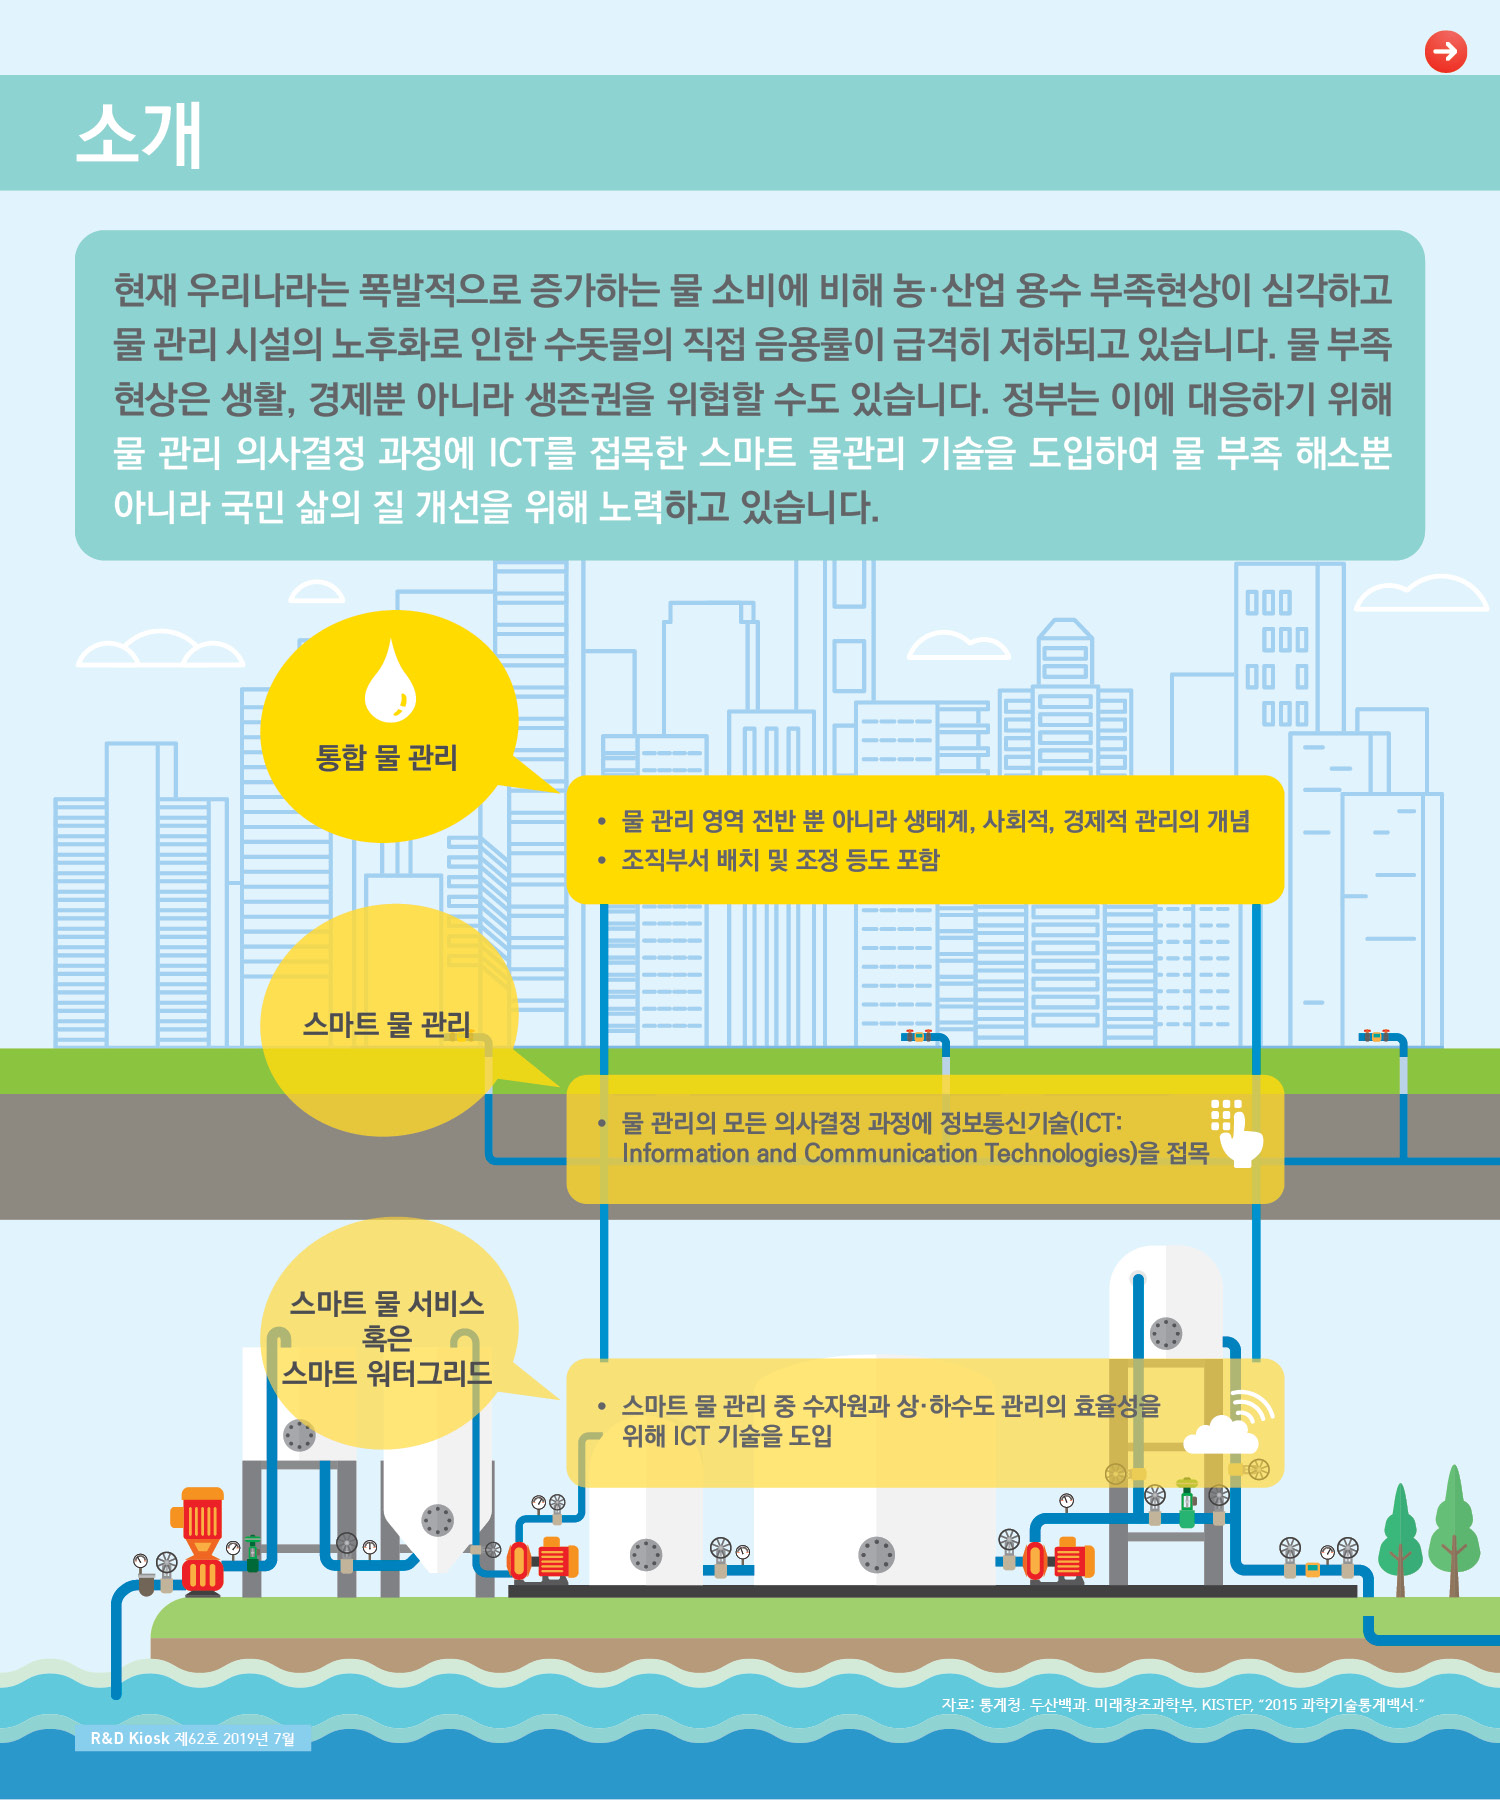 소개
현재 우리나라는 폭발적으로 증가하는 물 소비에 비해 농·산업 용수 부족현상이 심각하고
물 관리 시설의 노후화로 인한 수돗물의 직접 음용률이 급격히 저하되고 있습니다. 물 부족
현상은 생활, 경제뿐 아니라 생존권을 위협할 수도 있습니다. 정부는 이에 대응하기 위해
물 관리 의사결정 과정에 ICT를 접목한 스마트 물관리 기술을 도입하여 물 부족 해소뿐
아니라 국민 삶의 질 개선을 위해 노력하고 있습니다.
통합 물 관리
• 물 관리 영역 전반 뿐 아니라 생태계, 사회적, 경제적 관리의 개념
• 조직부서 배치 및 조정 등도 포함
스마트 물 관리
• 물 관리의 모든 의사결정 과정에 정보통신기술(ICT:
Information and Communication Technologies)을 접목
스마트 물 서비스
혹은
스마트 워터그리드
• 스마트 물 관리 중 수자원과 상·하수도 관리의 효율성을
위해 ICT 기술을 도입
자료: 통계청. 두산백과. 미래창조과학부, KISTEP, “2015 과학기술통계백서.”
R&D Kiosk 제62호 2019년 7월